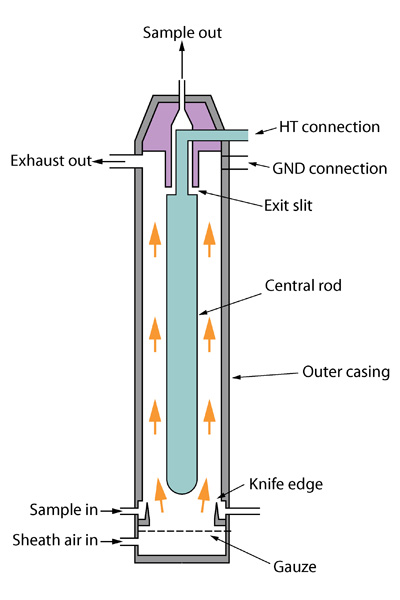 Sample out
HT connection
Exhaust out
GND connection
Exit slit
Central rod
Outer casing
Knife edge
Sample in
Sheath air in
Gauze